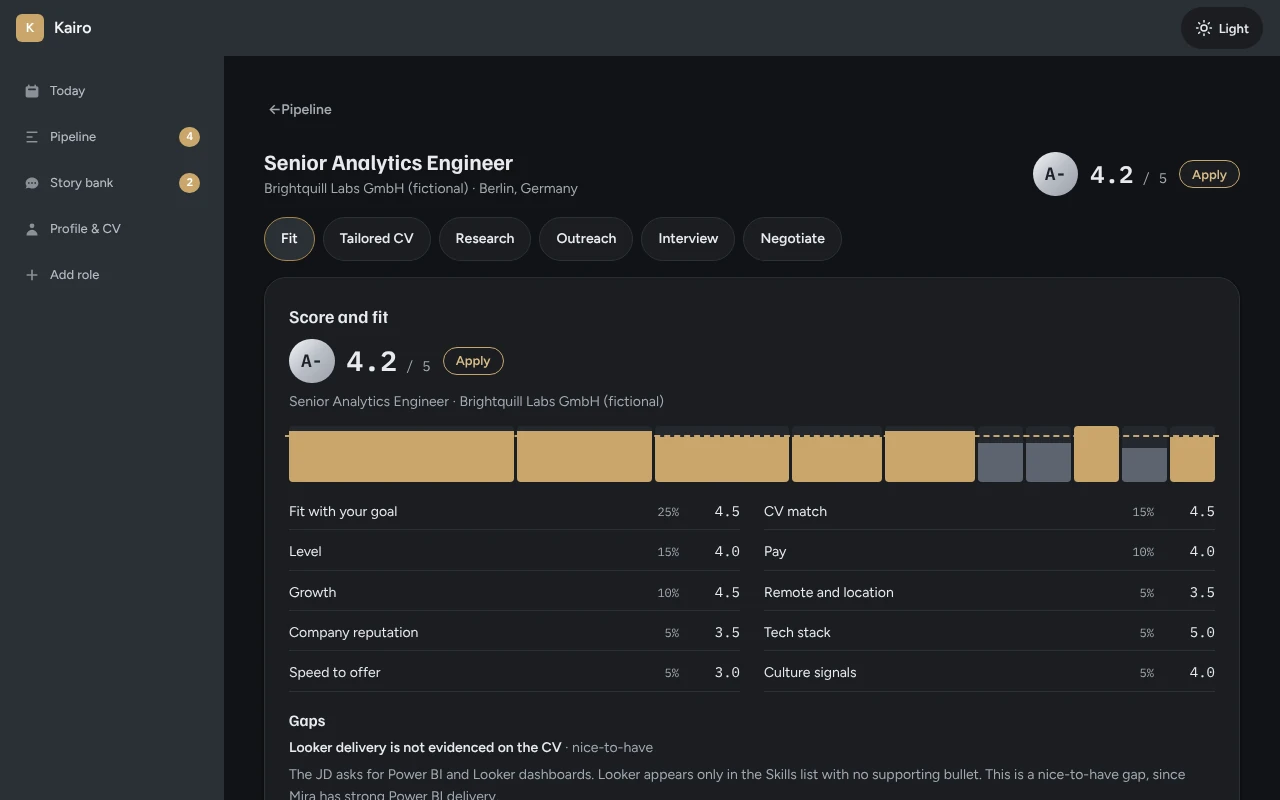 K Kairo
Light
Today
Pipeline 4
Story bank 2
Profile & CV
Add role
←Pipeline
Senior Analytics Engineer
Brightquill Labs GmbH (fictional) · Berlin, Germany
A- 4.2 / 5 Apply
Fit Tailored CV Research Outreach Interview Negotiate
Score and fit
A- 4.2 / 5 Apply
Senior Analytics Engineer · Brightquill Labs GmbH (fictional)
Fit with your goal 25% 4.5
CV match 15% 4.5
Level 15% 4.0
Pay 10% 4.0
Growth 10% 4.5
Remote and location 5% 3.5
Company reputation 5% 3.5
Tech stack 5% 5.0
Speed to offer 5% 3.0
Culture signals 5% 4.0
Gaps
Looker delivery is not evidenced on the CV · nice-to-have
The JD asks for Power BI and Looker dashboards. Looker appears only in the Skills list with no supporting bullet. This is a nice-to-have gap, since
Mira has strong Power BI delivery